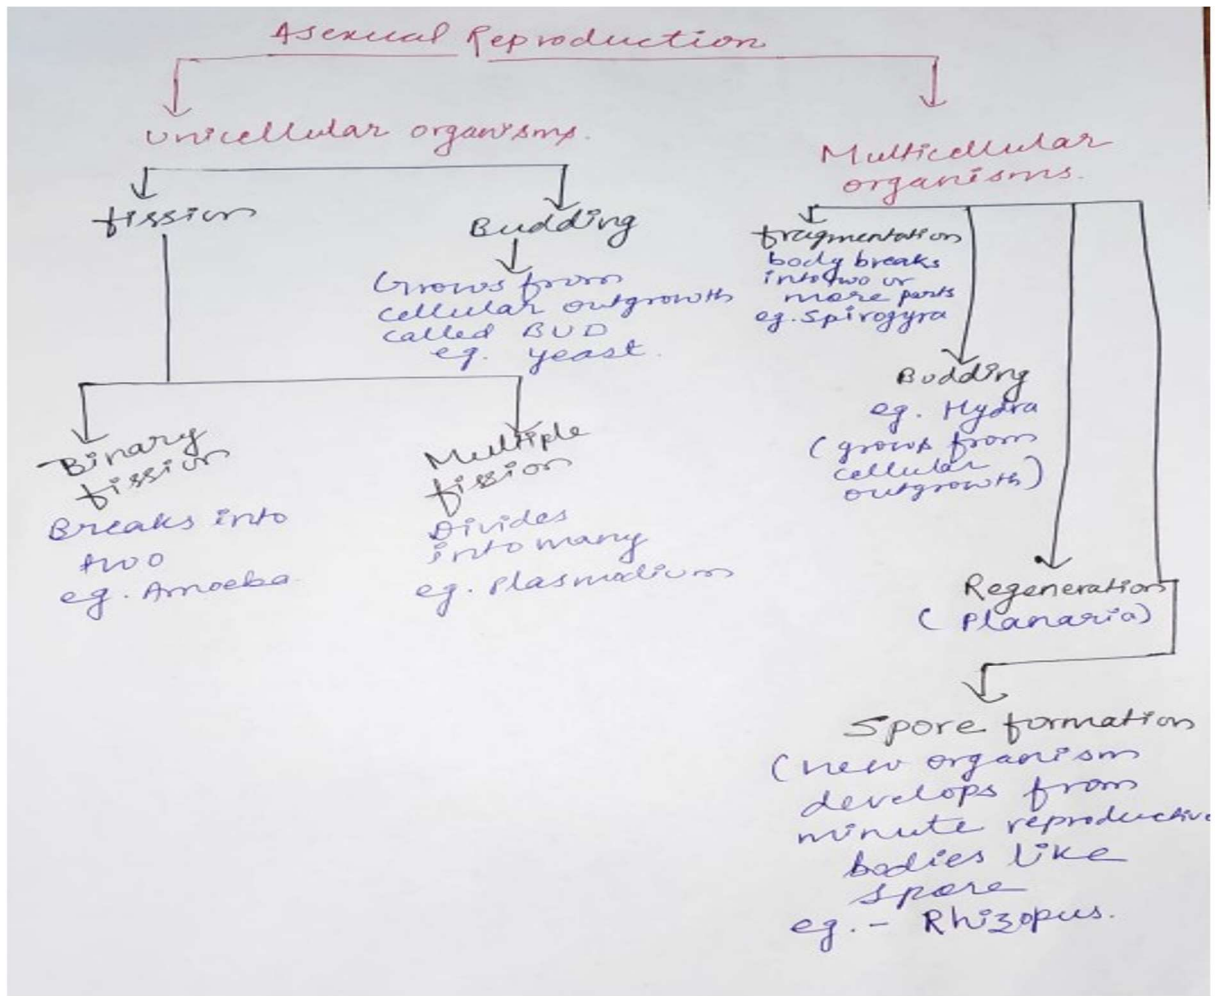 Asexual Reproduction
Unicellular organisms.
fission
Budding
Grows from
cellular outgrowth
called BUD
eg. yeast.
Binary
fission
Breaks into
two
eg. Amoeba
Multiple
fission
Divides
into many
eg. Plasmodium
Multicellular
organisms.
fragmentation
body breaks
into two or
more parts
eg. Spirogyra
Budding
eg. Hydra
(grows from
cellular
outgrowth)
Regeneration
(Planaria)
Spore formation
(new organism
develops from
minute reproductive
bodies like
spore
eg. - Rhizopus.